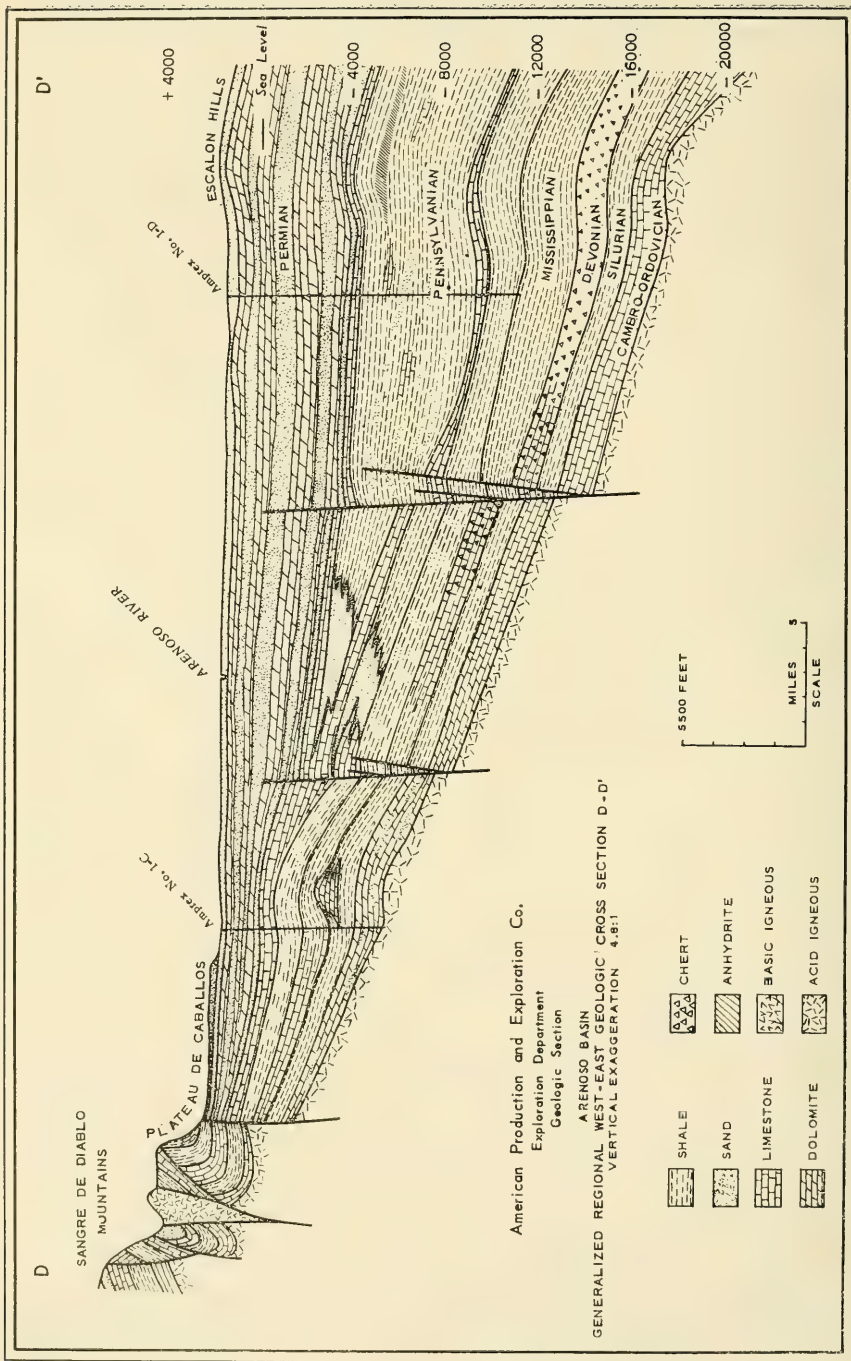 D
D'
SANGRE DE DIABLO
MOUNTAINS
PLATEAU DE CABALLOS
Amptex No. 1-C
ARENOSO RIVER
Amptex No. 1-D
ESCALON HILLS
+ 4000
Sea Level
- 4000
- 8000
- 12000
- 16000
- 20000
PERMIAN
PENNSYLVANIAN
MISSISSIPPIAN
DEVONIAN
SILURIAN
CAMBRO-ORDOVICIAN
American Production and Exploration Co.
Exploration Department
Geologic Section
ARENOSO BASIN
GENERALIZED REGIONAL WEST-EAST GEOLOGIC CROSS SECTION D-D'
VERTICAL EXAGGERATION 4.8:1
SHALE
CHERT
SAND
ANHYDRITE
LIMESTONE
BASIC IGNEOUS
DOLOMITE
ACID IGNEOUS
5500 FEET
MILES 5
SCALE